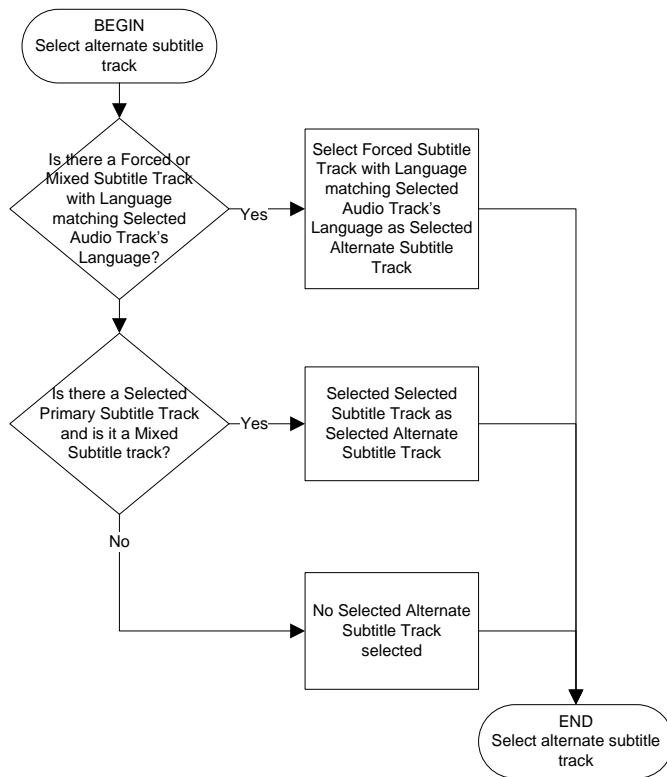 BEGIN
Select alternate subtitle
track
Is there a Forced or
Mixed Subtitle Track
with Language
matching Selected
Audio Track's
Language?
Yes
Select Forced Subtitle
Track with Language
matching Selected
Audio Track's
Language as Selected
Alternate Subtitle
Track
Is there a Selected
Primary Subtitle Track
and is it a Mixed
Subtitle track?
Yes
Selected Selected
Subtitle Track as
Selected Alternate
Subtitle Track
No
No Selected Alternate
Subtitle Track
selected
END
Select alternate subtitle
track